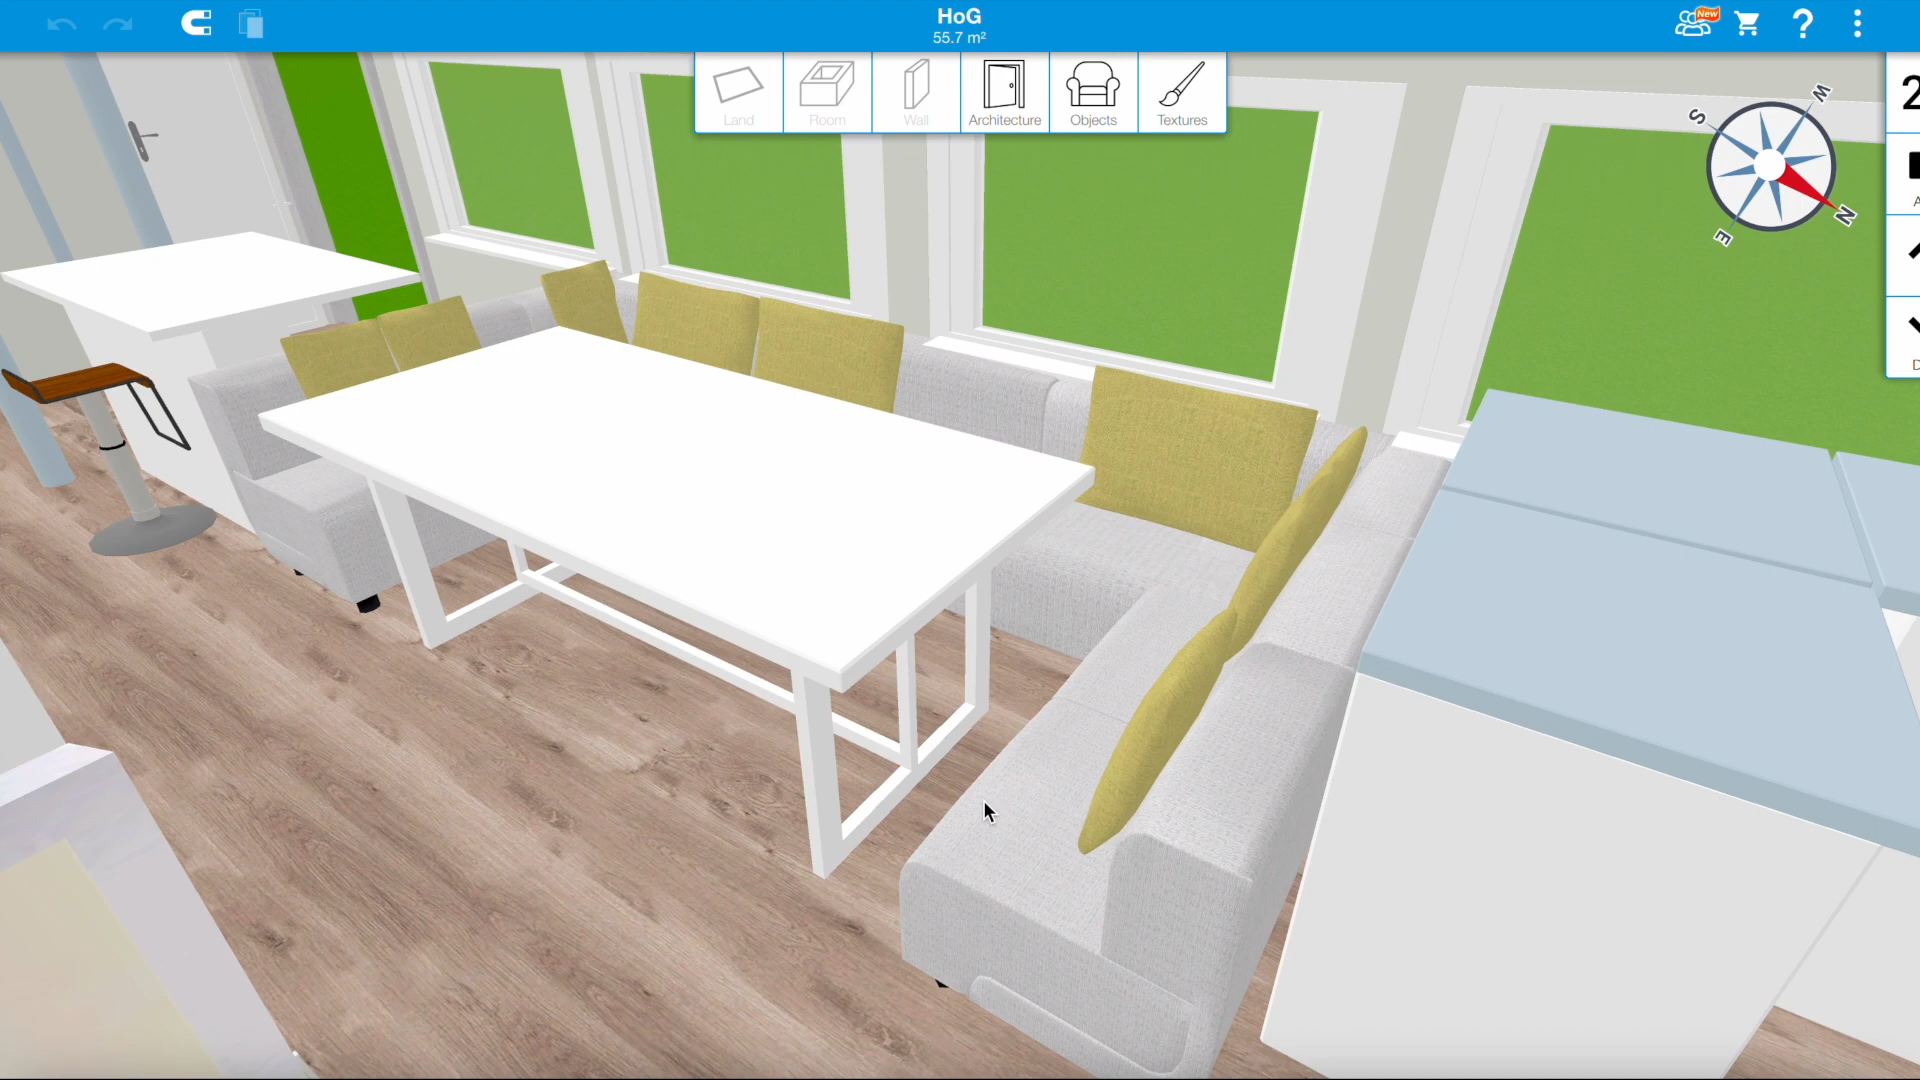 HoG
55.7 m²
Land
Room
Wall
Architecture
Objects
Textures
New
?
S
W
N
E
2
A
D